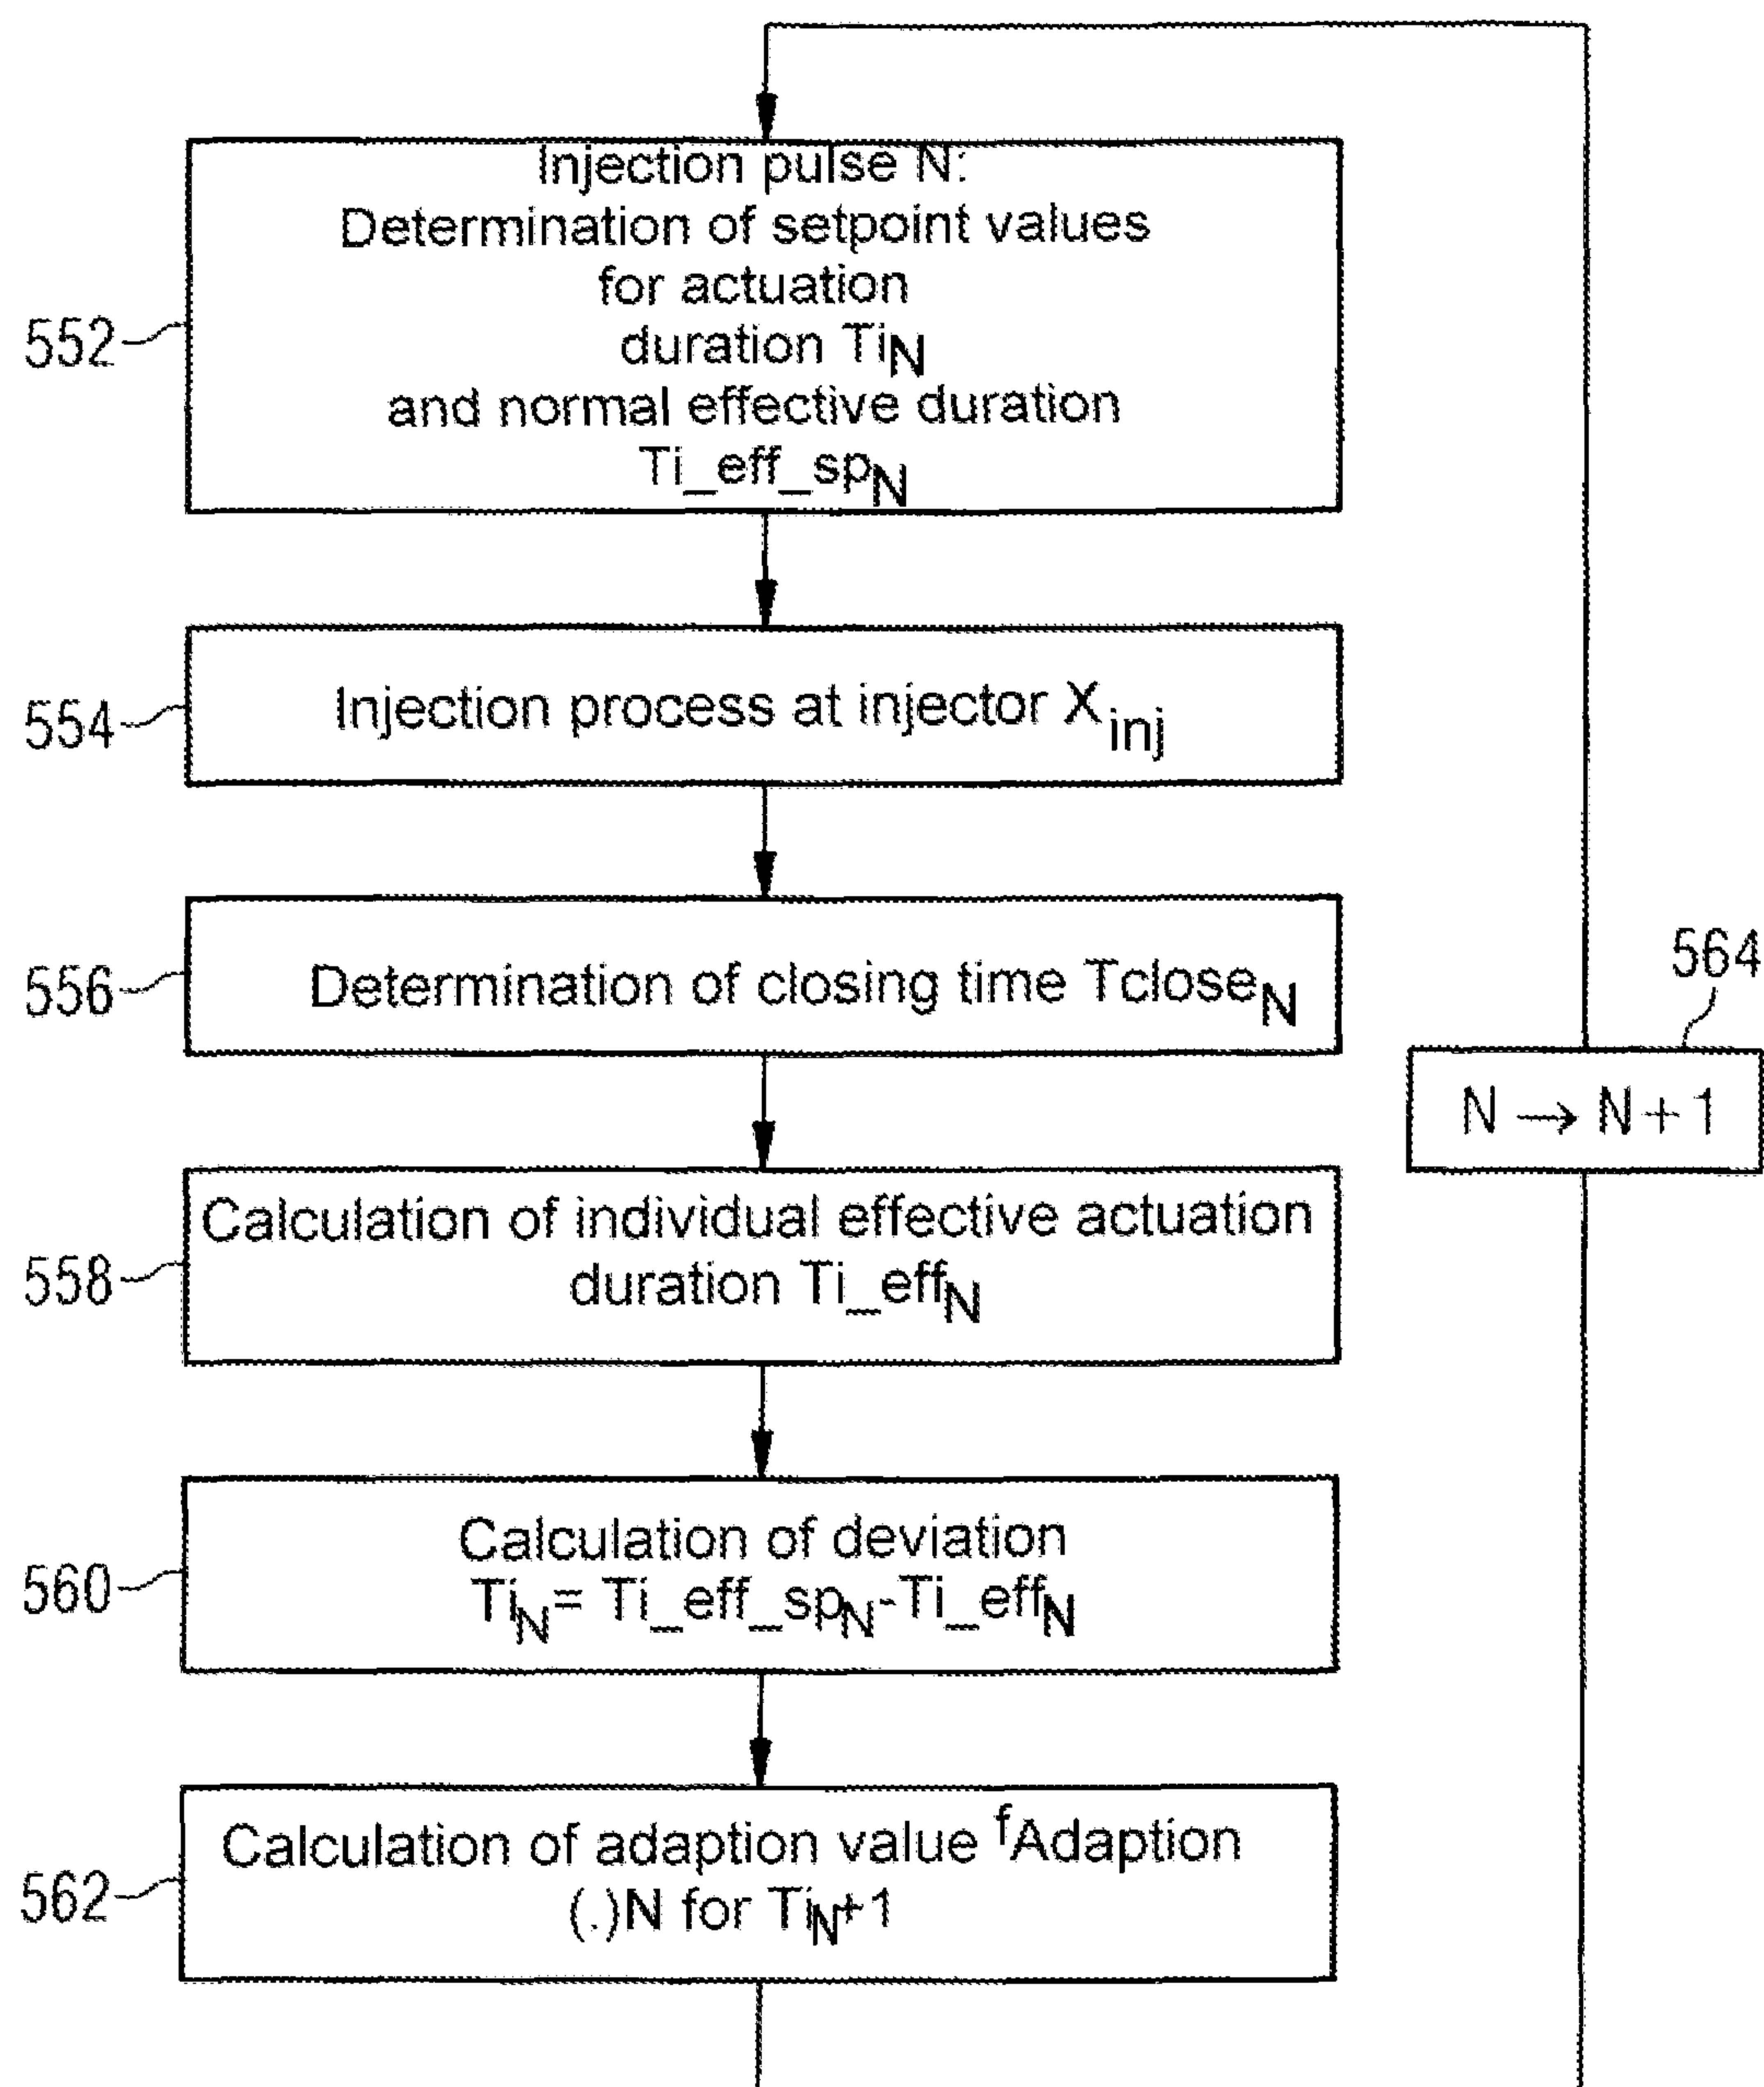 Injection pulse N:
Determination of setpoint values
for actuation
duration TiN
and normal effective duration
Ti_eff_spN
552
Injection process at injector Xinj
554
Determination of closing time TcloseN
556
564
N → N + 1
Calculation of individual effective actuation
duration Ti_effN
558
Calculation of deviation
TiN= Ti_eff_spN-Ti_effN
560
Calculation of adaption value fAdaption
(.)N for TiN+1
562